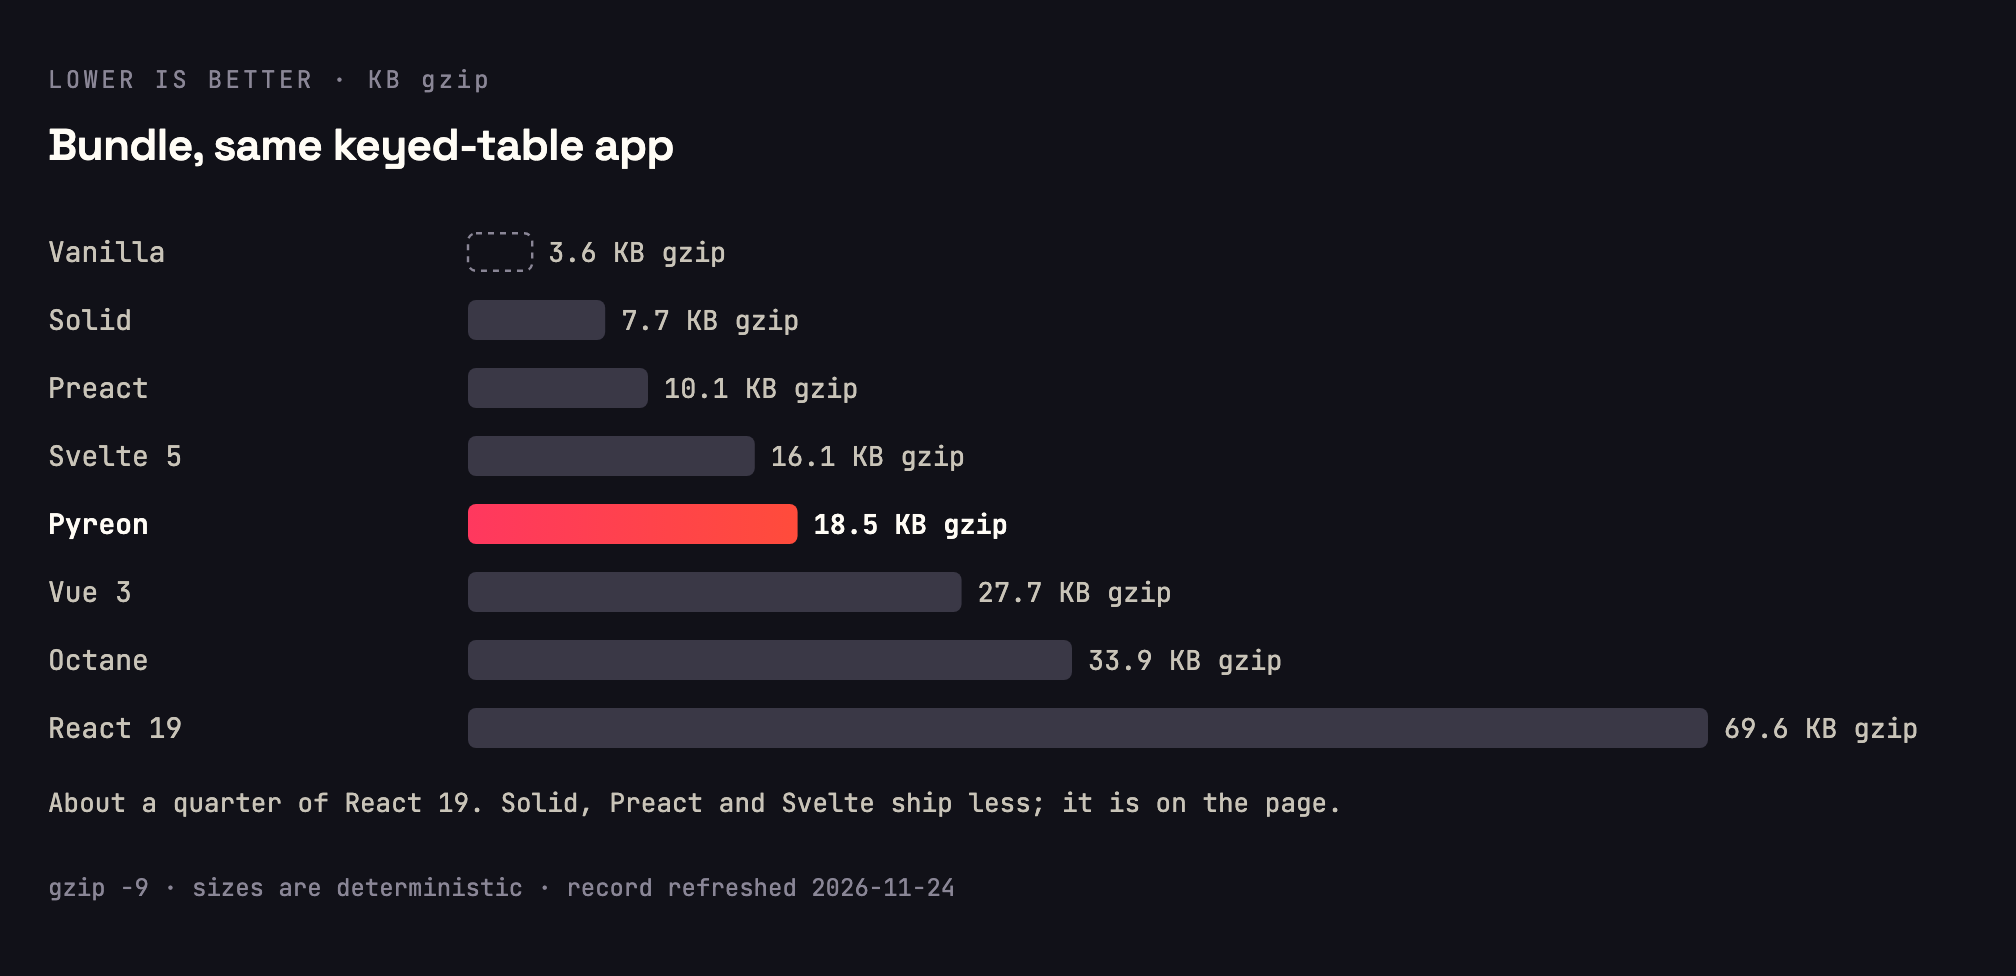 LOWER IS BETTER · KB gzip
Bundle, same keyed-table app
Vanilla 3.6 KB gzip
Solid 7.7 KB gzip
Preact 10.1 KB gzip
Svelte 5 16.1 KB gzip
Pyreon 18.5 KB gzip
Vue 3 27.7 KB gzip
Octane 33.9 KB gzip
React 19 69.6 KB gzip
About a quarter of React 19. Solid, Preact and Svelte ship less; it is on the page.
gzip -9 · sizes are deterministic · record refreshed 2026-11-24